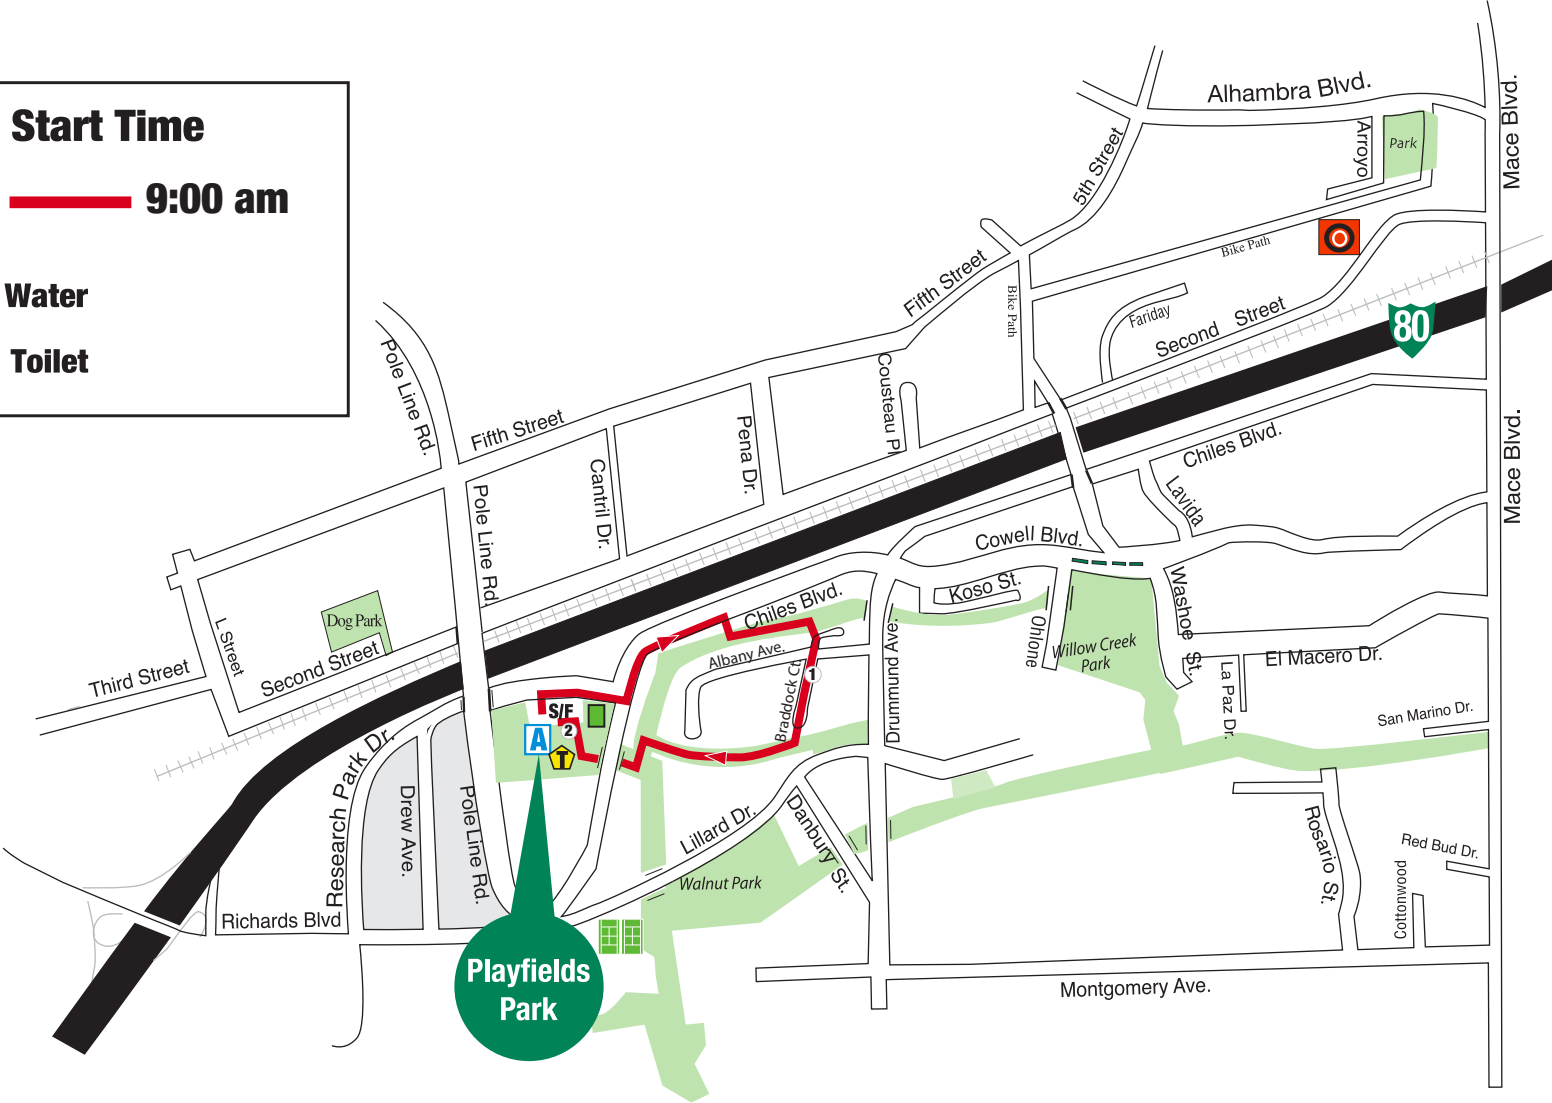 Start Time
9:00 am
Water
Toilet
Alhambra Blvd.
Mace Blvd.
Arroyo
Park
5th Street
Bike Path
Fifth Street
Bike Path
Fariday
Second Street
80
Pole Line Rd.
Fifth Street
Cousteau Pl
Pena Dr.
Cantril Dr.
Chiles Blvd.
Mace Blvd.
Lavida
Pole Line Rd.
Cowell Blvd.
Koso St.
Washoe St.
Chiles Blvd.
Dog Park
L Street
Second Street
Third Street
Ohlone
Willow Creek
Park
El Macero Dr.
La Paz Dr.
Albany Ave.
Braddock Ct.
1
Drummund Ave.
San Marino Dr.
S/F
2
A
T
Research Park Dr.
Drew Ave.
Pole Line Rd.
Lillard Dr.
Danbury St.
Rosario St.
Red Bud Dr.
Cottonwood
Walnut Park
Richards Blvd
Playfields
Park
Montgomery Ave.